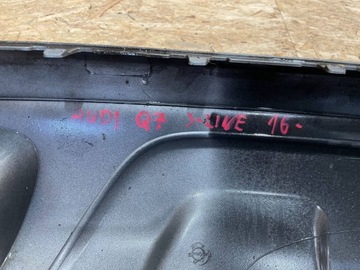 AUDI Q7 S-LINE 16-